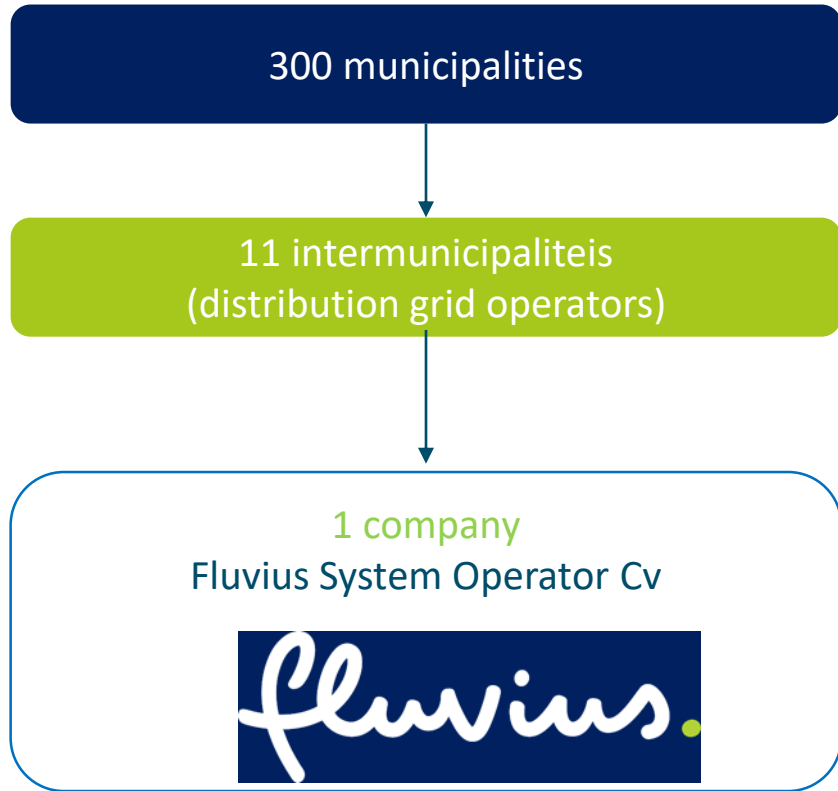 300 municipalities
11 intermunicipaliteis
(distribution grid operators)
1 company
Fluvius System Operator Cv
fluvius.